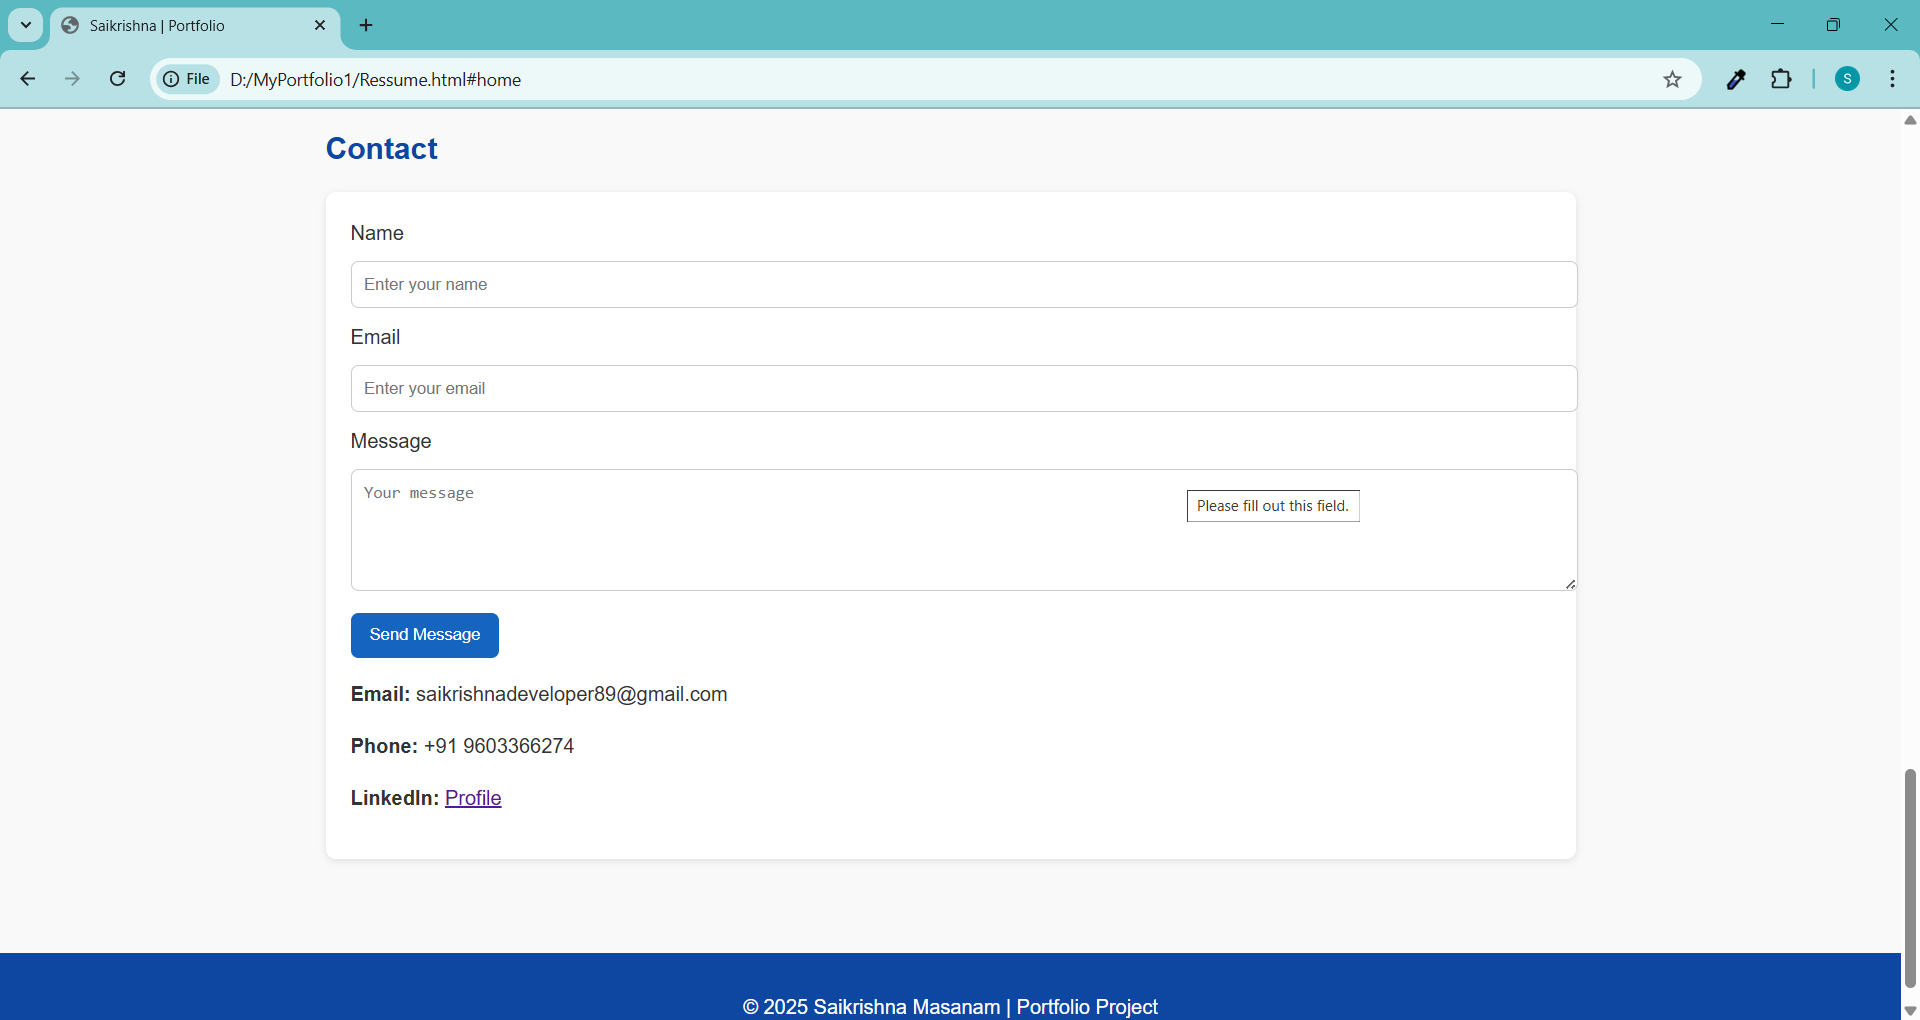 Saikrishna | Portfolio
File D:/MyPortfolio1/Ressume.html#home
S
Contact
Name
Enter your name
Email
Enter your email
Message
Your message
Please fill out this field.
Send Message
Email: saikrishnadeveloper89@gmail.com
Phone: +91 9603366274
LinkedIn: Profile
© 2025 Saikrishna Masanam | Portfolio Project